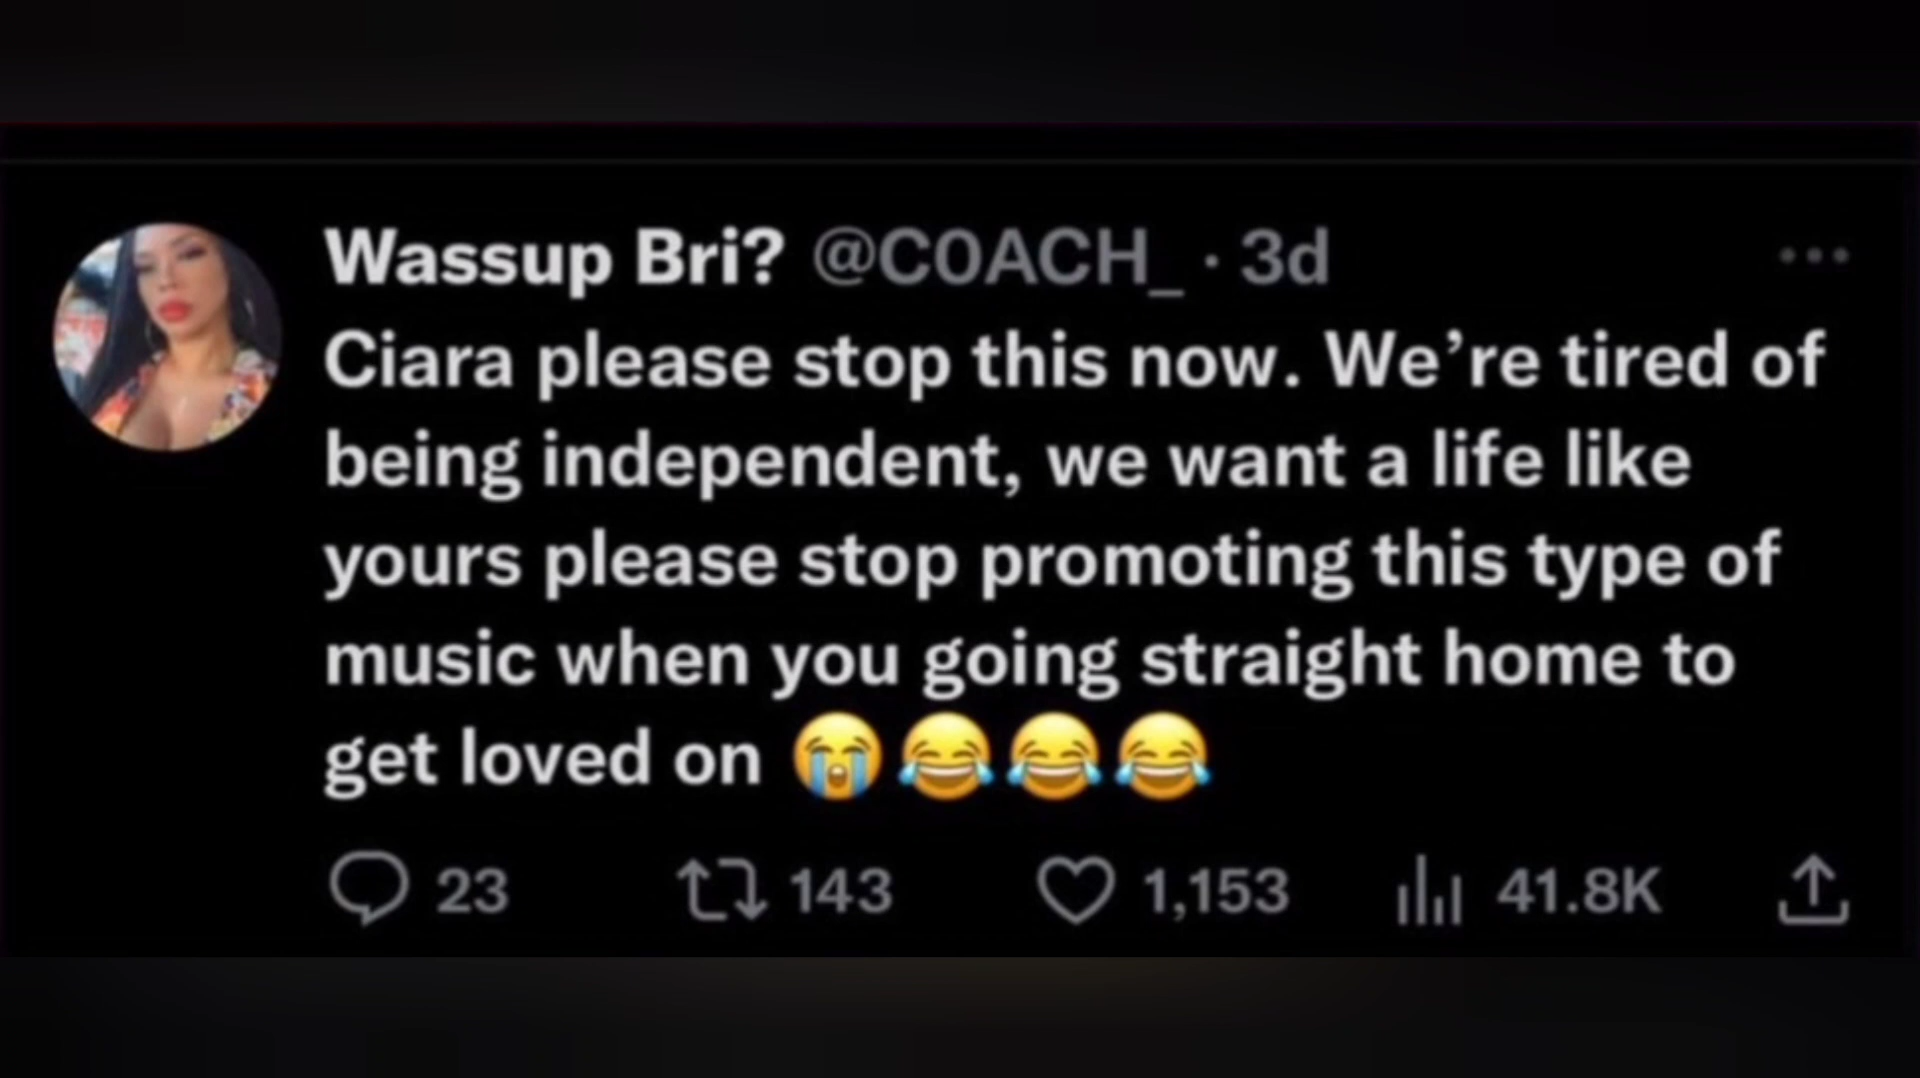 Wassup Bri? @C0ACH_ · 3d
Ciara please stop this now. We’re tired of
being independent, we want a life like
yours please stop promoting this type of
music when you going straight home to
get loved on 😭😂😂😂
23 143 1,153 41.8K